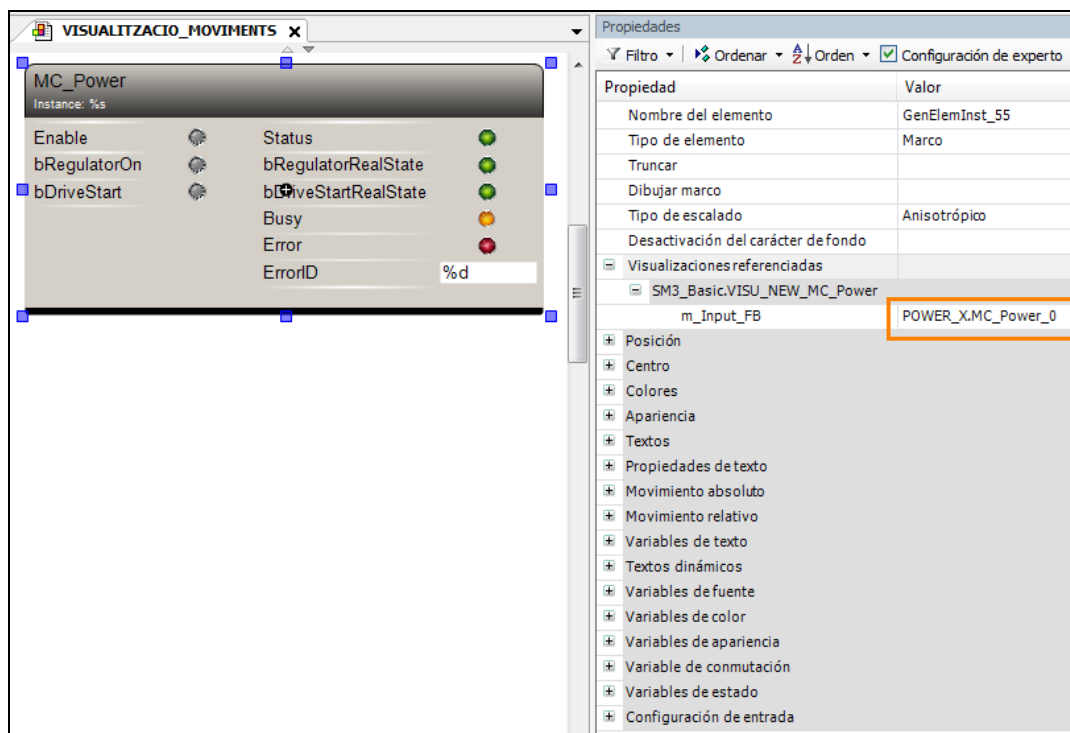 VISUALITZACIO_MOVIMENTS
MC_Power
Instance: %s
Enable
Status
bRegulatorOn
bRegulatorRealState
bDriveStart
bDriveStartRealState
Busy
Error
ErrorID
%d
Propiedades
Filtro
Ordenar
Orden
Configuración de experto
Propiedad
Valor
Nombre del elemento
GenElemInst_55
Tipo de elemento
Marco
Truncar
Dibujar marco
Tipo de escalado
Anisotrópico
Desactivación del carácter de fondo
Visualizaciones referenciadas
SM3_Basic.VISU_NEW_MC_Power
m_Input_FB
POWER_X.MC_Power_0
Posición
Centro
Colores
Apariencia
Textos
Propiedades de texto
Movimiento absoluto
Movimiento relativo
Variables de texto
Textos dinámicos
Variables de fuente
Variables de color
Variables de apariencia
Variable de conmutación
Variables de estado
Configuración de entrada